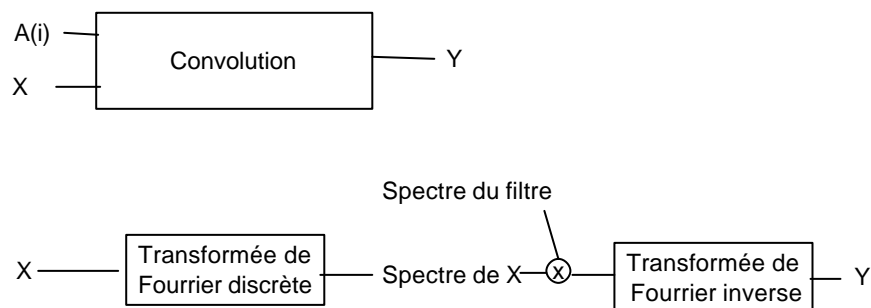 A(i)
Convolution
Y
X
Spectre du filtre
X
Transformée de
Fourrier discrète
Spectre de X
x
Transformée de
Fourrier inverse
Y